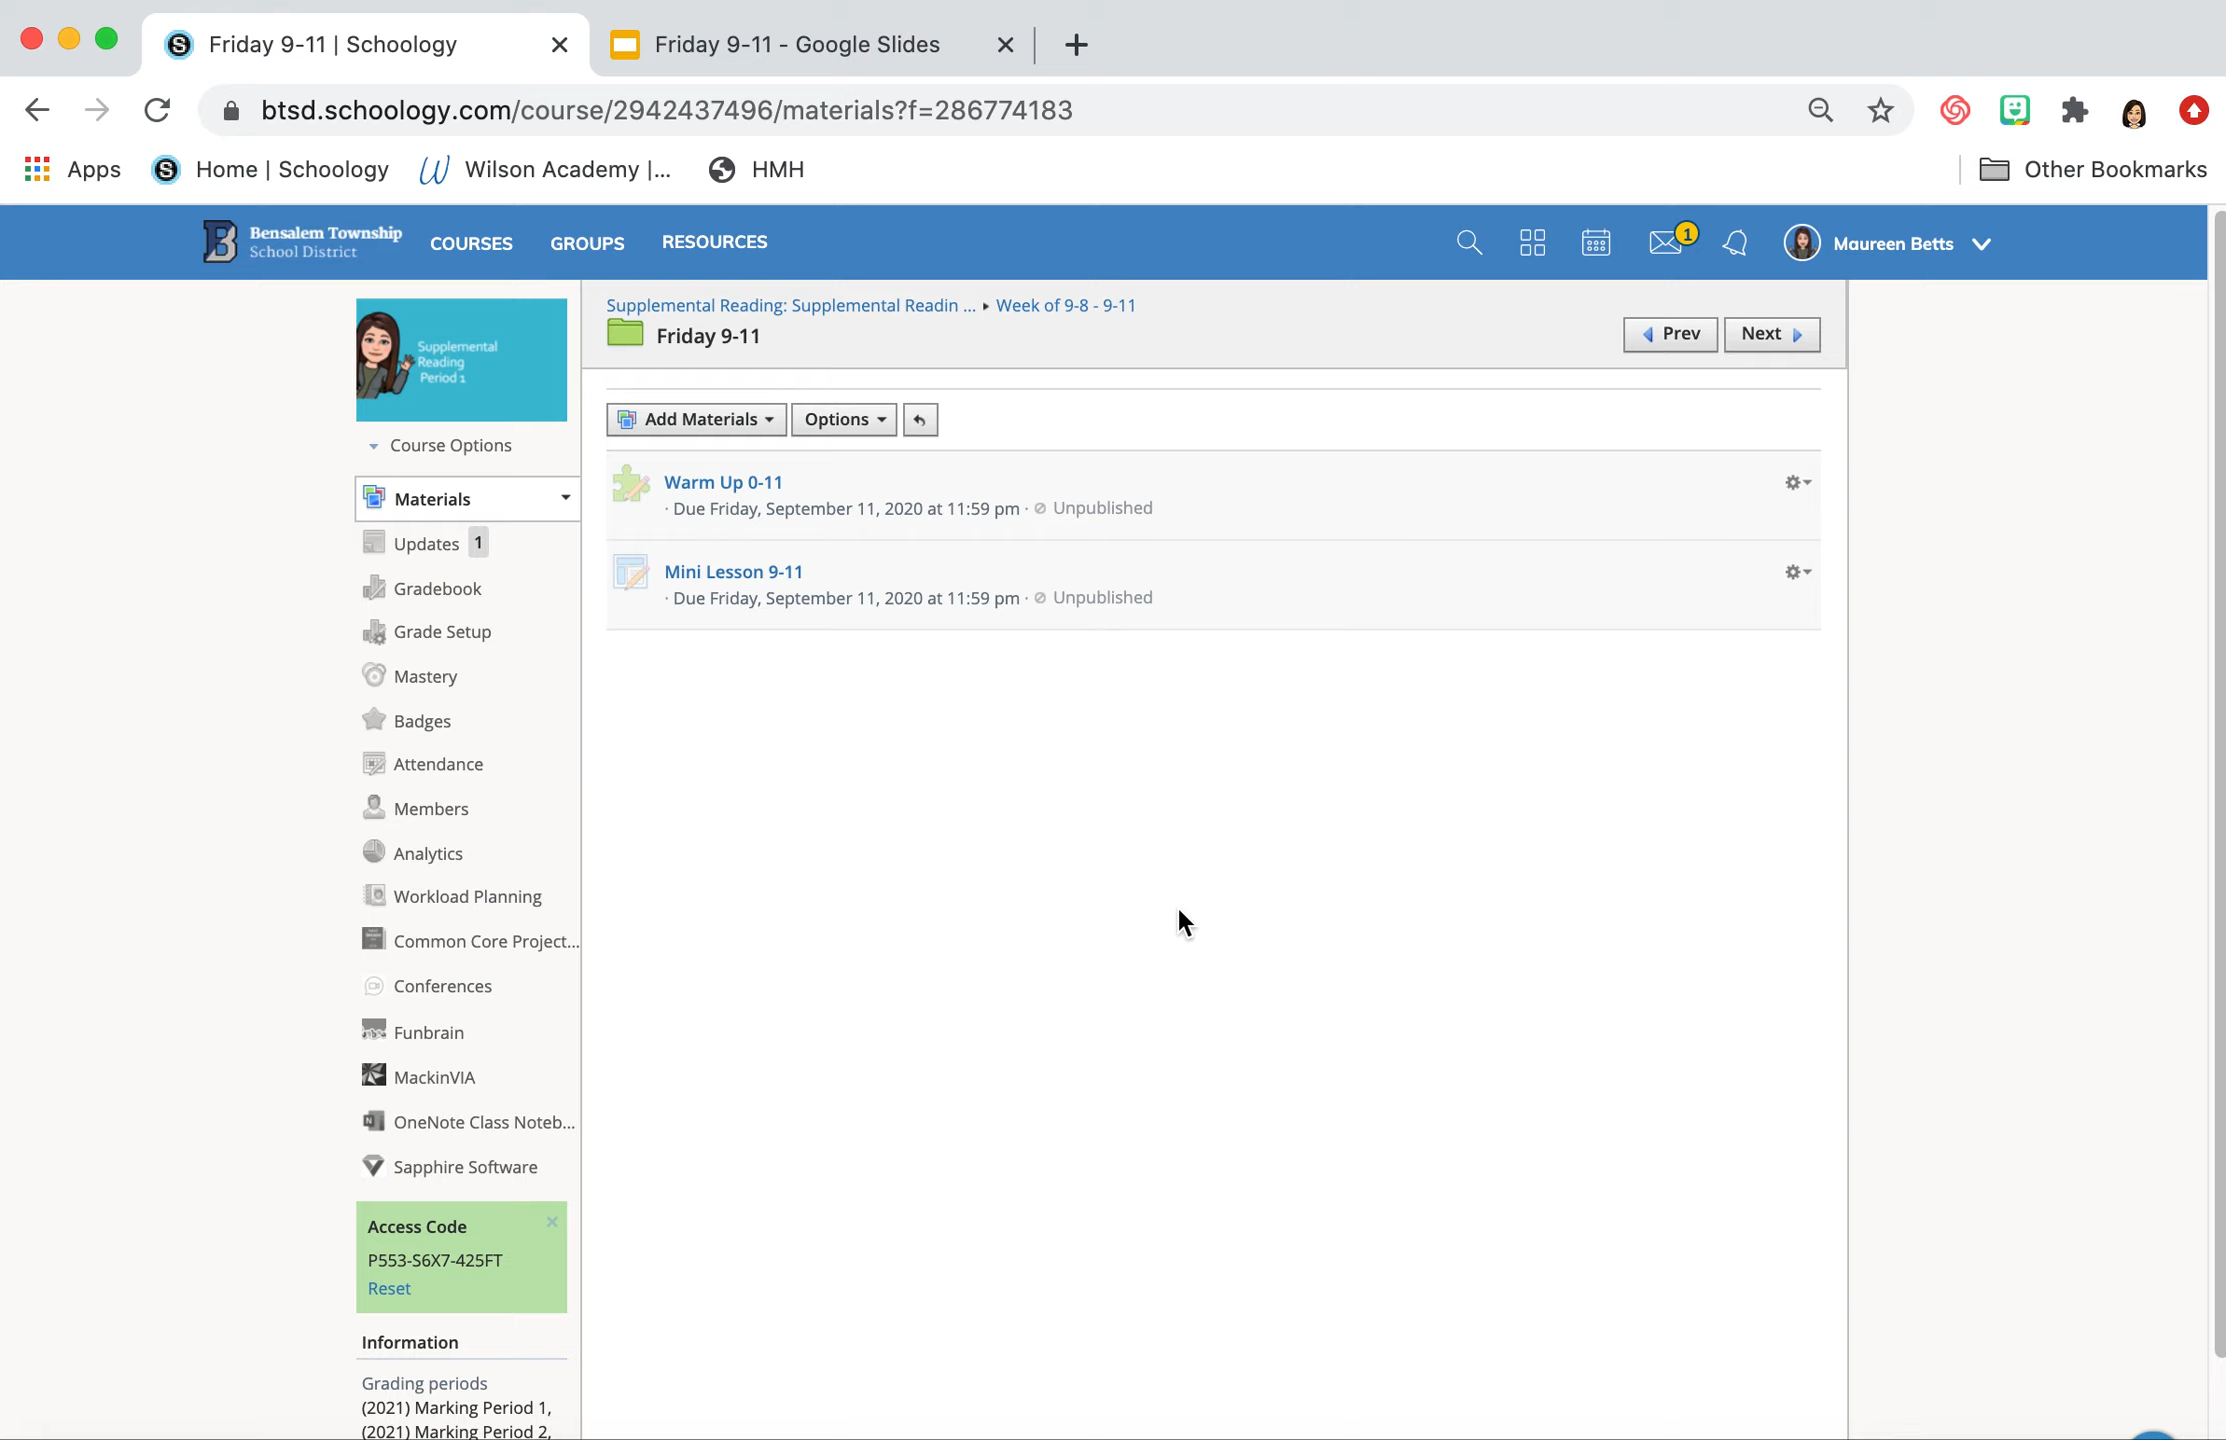 Friday 9-11 | Schoology
Friday 9-11 - Google Slides
btsd.schoology.com/course/2942437496/materials?f=286774183
Apps
Home | Schoology
Wilson Academy |...
HMH
Other Bookmarks
Bensalem Township
School District
COURSES
GROUPS
RESOURCES
1
Maureen Betts
Supplemental
Reading
Period 1
Course Options
Materials
Updates 1
Gradebook
Grade Setup
Mastery
Badges
Attendance
Members
Analytics
Workload Planning
Common Core Project...
Conferences
Funbrain
MackinVIA
OneNote Class Noteb...
Sapphire Software
Access Code
P553-S6X7-425FT
Reset
Information
Grading periods
(2021) Marking Period 1,
(2021) Marking Period 2,
Supplemental Reading: Supplemental Readin ... ▸ Week of 9-8 - 9-11
Friday 9-11
Prev
Next
Add Materials
Options
Warm Up 0-11
· Due Friday, September 11, 2020 at 11:59 pm · Unpublished
Mini Lesson 9-11
· Due Friday, September 11, 2020 at 11:59 pm · Unpublished